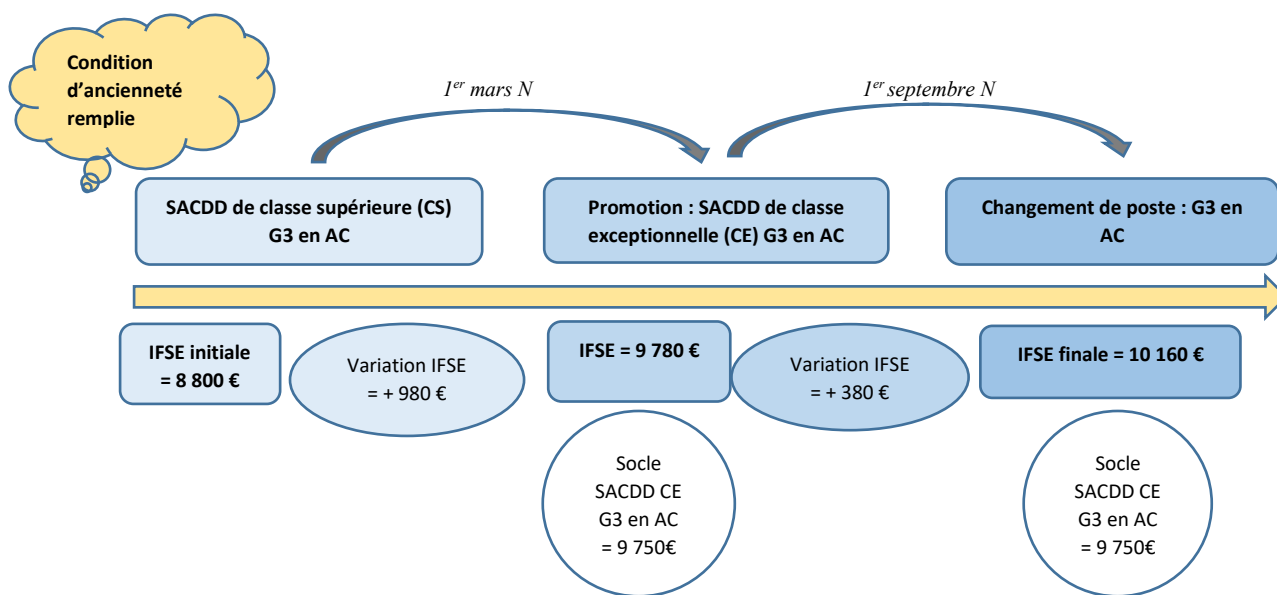 Condition
d’ancienneté
remplie
1er mars N
1er septembre N
SACDD de classe supérieure (CS)
G3 en AC
Promotion : SACDD de classe
exceptionnelle (CE) G3 en AC
Changement de poste : G3 en
AC
IFSE initiale
= 8 800 €
Variation IFSE
= + 980 €
IFSE = 9 780 €
Variation IFSE
= + 380 €
IFSE finale = 10 160 €
Socle
SACDD CE
G3 en AC
= 9 750€
Socle
SACDD CE
G3 en AC
= 9 750€